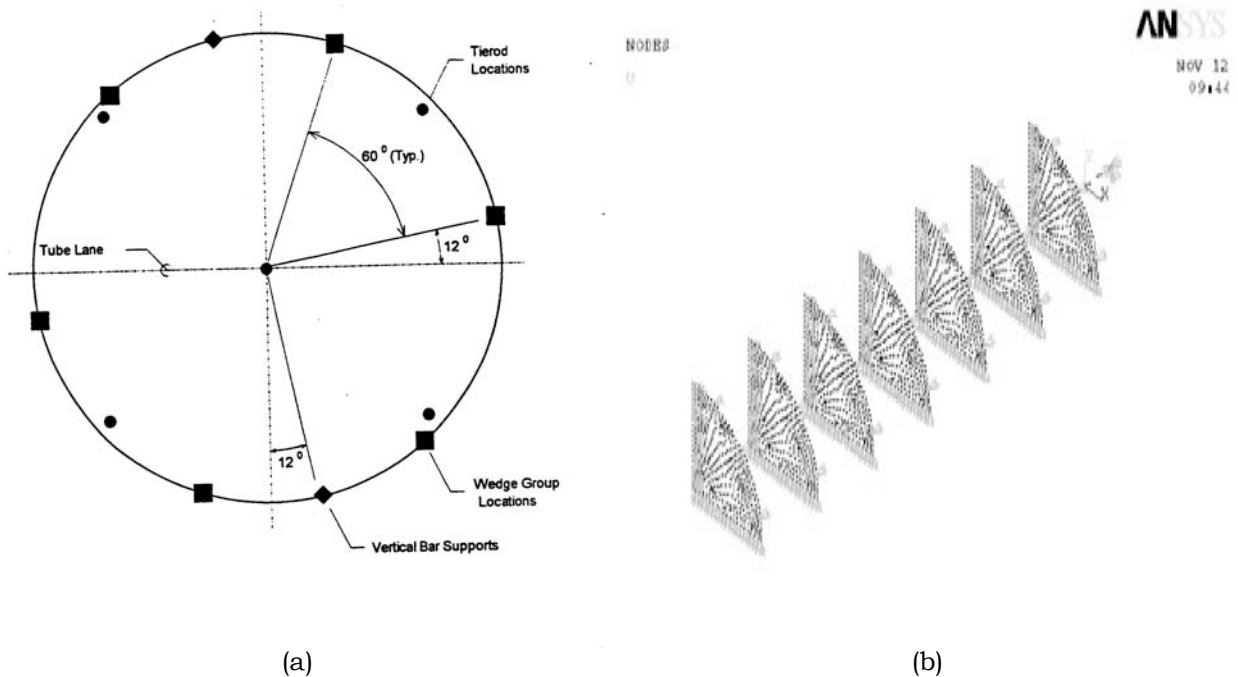 Tierod
Locations
60° (Typ.)
12°
Tube Lane
12°
Wedge Group
Locations
Vertical Bar Supports
(a)
NODES
U
ANSYS
NOV 12
09:44
Y
X
(b)